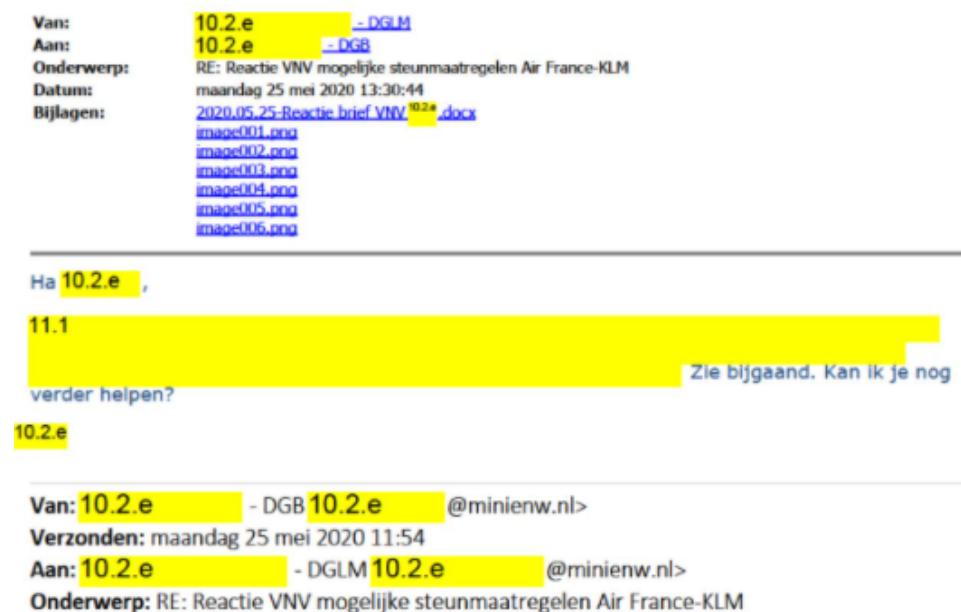 Van: 10.2.e - DGLM
Aan: 10.2.e - DGB
Onderwerp: RE: Reactie VNV mogelijke steunmaatregelen Air France-KLM
Datum: maandag 25 mei 2020 13:30:44
Bijlagen: 2020.05.25-Reactie brief VNV 10.2.e .docx
image001.png
image002.png
image003.png
image004.png
image005.png
image006.png
Ha 10.2.e ,
11.1
Zie bijgaand. Kan ik je nog
verder helpen?
10.2.e
Van: 10.2.e - DGB 10.2.e @minienw.nl>
Verzonden: maandag 25 mei 2020 11:54
Aan: 10.2.e - DGLM 10.2.e @minienw.nl>
Onderwerp: RE: Reactie VNV mogelijke steunmaatregelen Air France-KLM